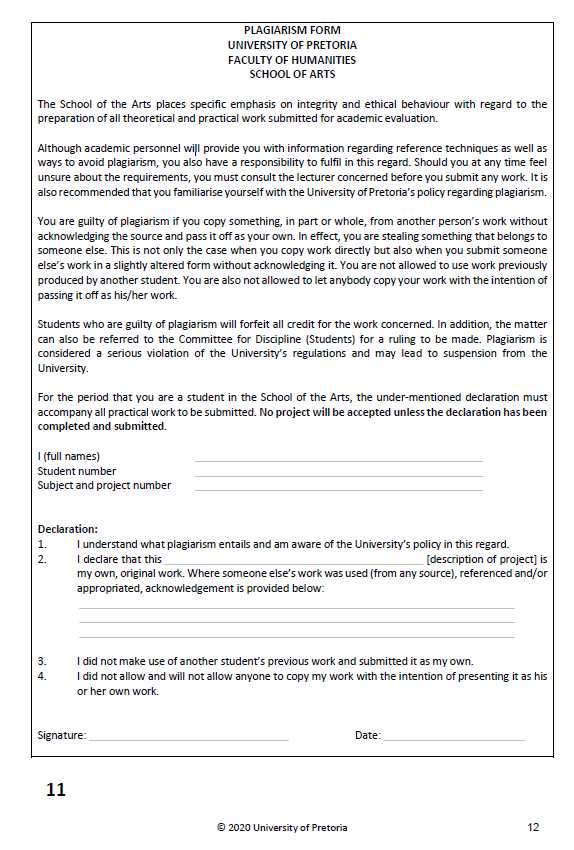 PLAGIARISM FORM
UNIVERSITY OF PRETORIA
FACULTY OF HUMANITIES
SCHOOL OF ARTS
The School of the Arts places specific emphasis on integrity and ethical behaviour with regard to the
preparation of all theoretical and practical work submitted for academic evaluation.
Although academic personnel will provide you with information regarding reference techniques as well as
ways to avoid plagiarism, you also have a responsibility to fulfil in this regard. Should you at any time feel
unsure about the requirements, you must consult the lecturer concerned before you submit any work. It is
also recommended that you familiarise yourself with the University of Pretoria's policy regarding plagiarism.
You are guilty of plagiarism if you copy something, in part or whole, from another person's work without
acknowledging the source and pass it off as your own. In effect, you are stealing something that belongs to
someone else. This is not only the case when you copy work directly but also when you submit someone
else's work in a slightly altered form without acknowledging it. You are not allowed to use work previously
produced by another student. You are also not allowed to let anybody copy your work with the intention of
passing it off as his/her work.
Students who are guilty of plagiarism will forfeit all credit for the work concerned. In addition, the matter
can also be referred to the Committee for Discipline (Students) for a ruling to be made. Plagiarism is
considered a serious violation of the University's regulations and may lead to suspension from the
University.
For the period that you are a student in the School of the Arts, the under-mentioned declaration must
accompany all practical work to be submitted. No project will be accepted unless the declaration has been
completed and submitted.
I (full names)
Student number
Subject and project number
Declaration:
1. I understand what plagiarism entails and am aware of the University's policy in this regard.
2. I declare that this [description of project] is
my own, original work. Where someone else's work was used (from any source), referenced and/or
appropriated, acknowledgement is provided below:
3. I did not make use of another student's previous work and submitted it as my own.
4. I did not allow and will not allow anyone to copy my work with the intention of presenting it as his
or her own work.
Signature: Date:
11
© 2020 University of Pretoria 12